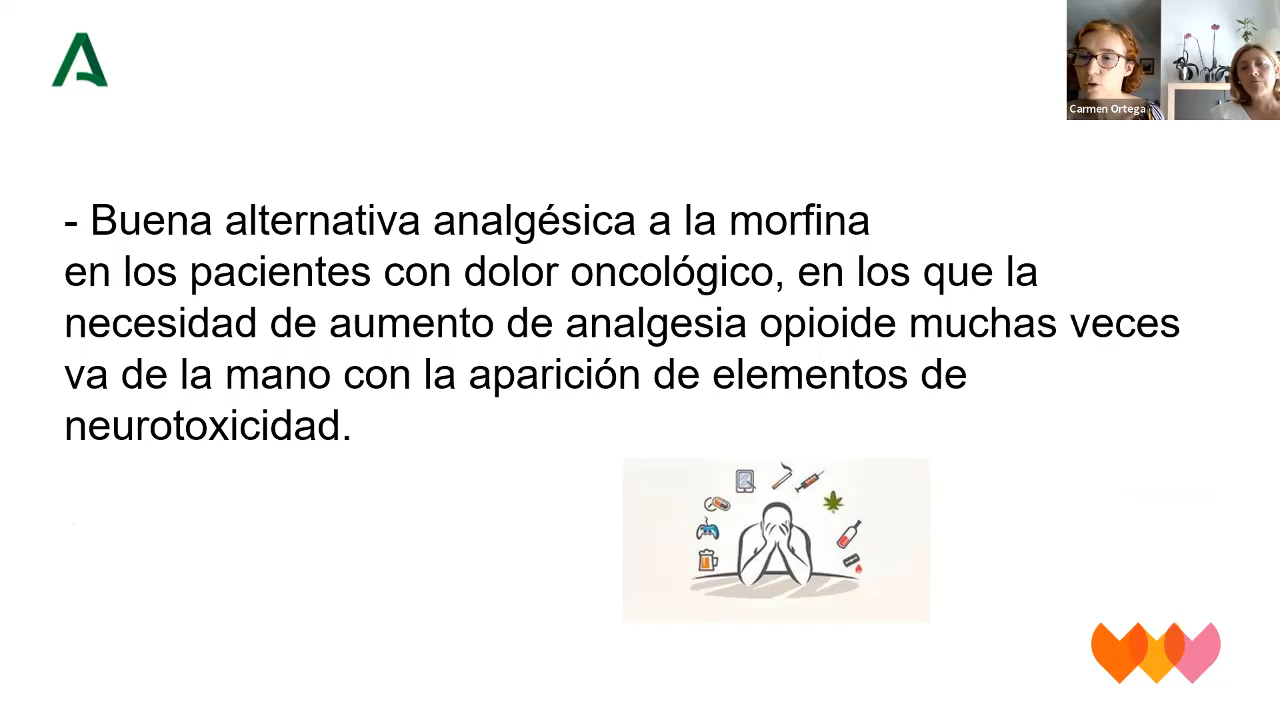 Carmen Ortega
- Buena alternativa analgésica a la morfina
en los pacientes con dolor oncológico, en los que la
necesidad de aumento de analgesia opioide muchas veces
va de la mano con la aparición de elementos de
neurotoxicidad.